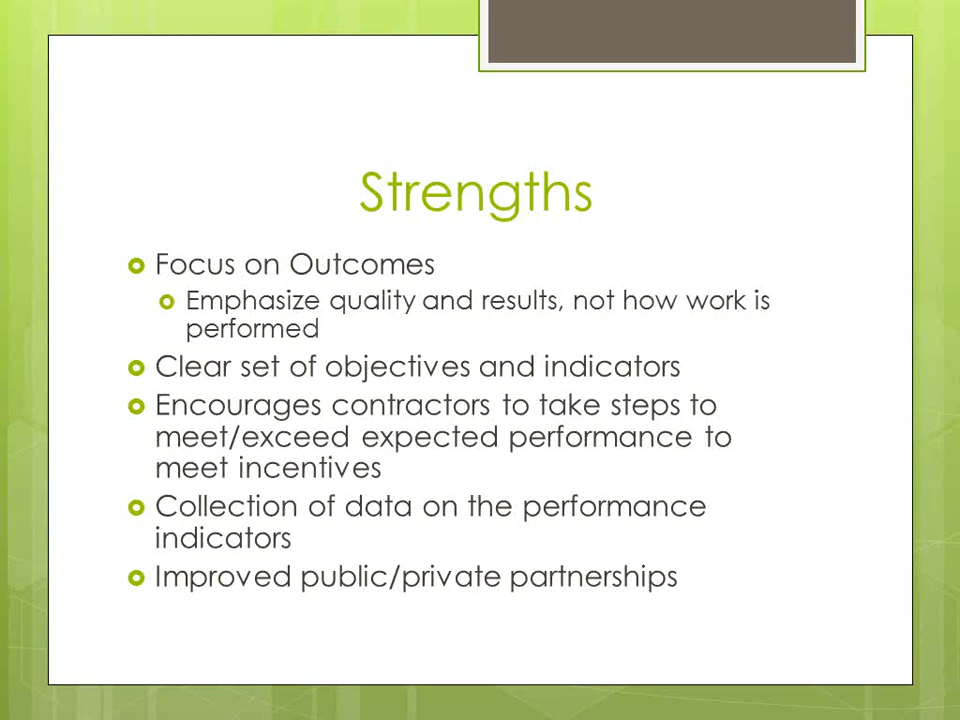 Strengths
Focus on Outcomes
Emphasize quality and results, not how work is
performed
Clear set of objectives and indicators
Encourages contractors to take steps to
meet/exceed expected performance to
meet incentives
Collection of data on the performance
indicators
Improved public/private partnerships